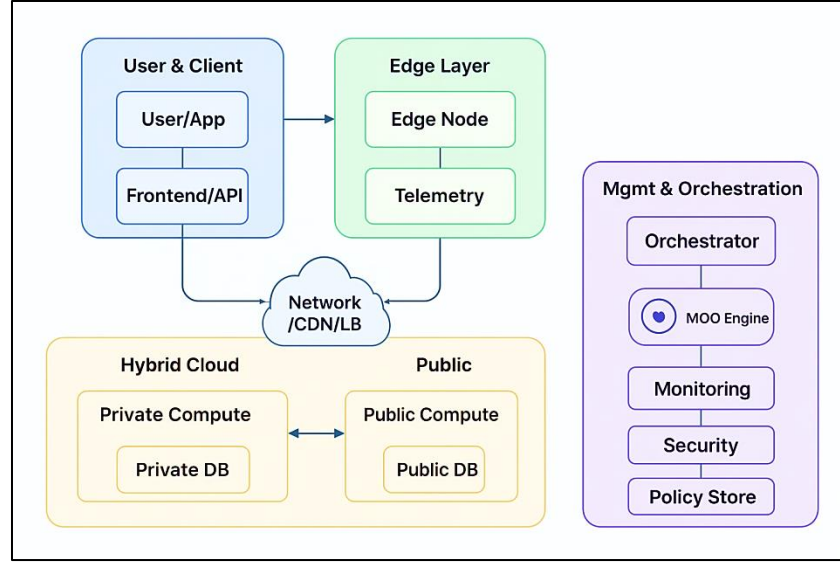 User & Client
User/App
Frontend/API
Edge Layer
Edge Node
Telemetry
Network
/CDN/LB
Hybrid Cloud
Public
Private Compute
Private DB
Public Compute
Public DB
Mgmt & Orchestration
Orchestrator
MOO Engine
Monitoring
Security
Policy Store